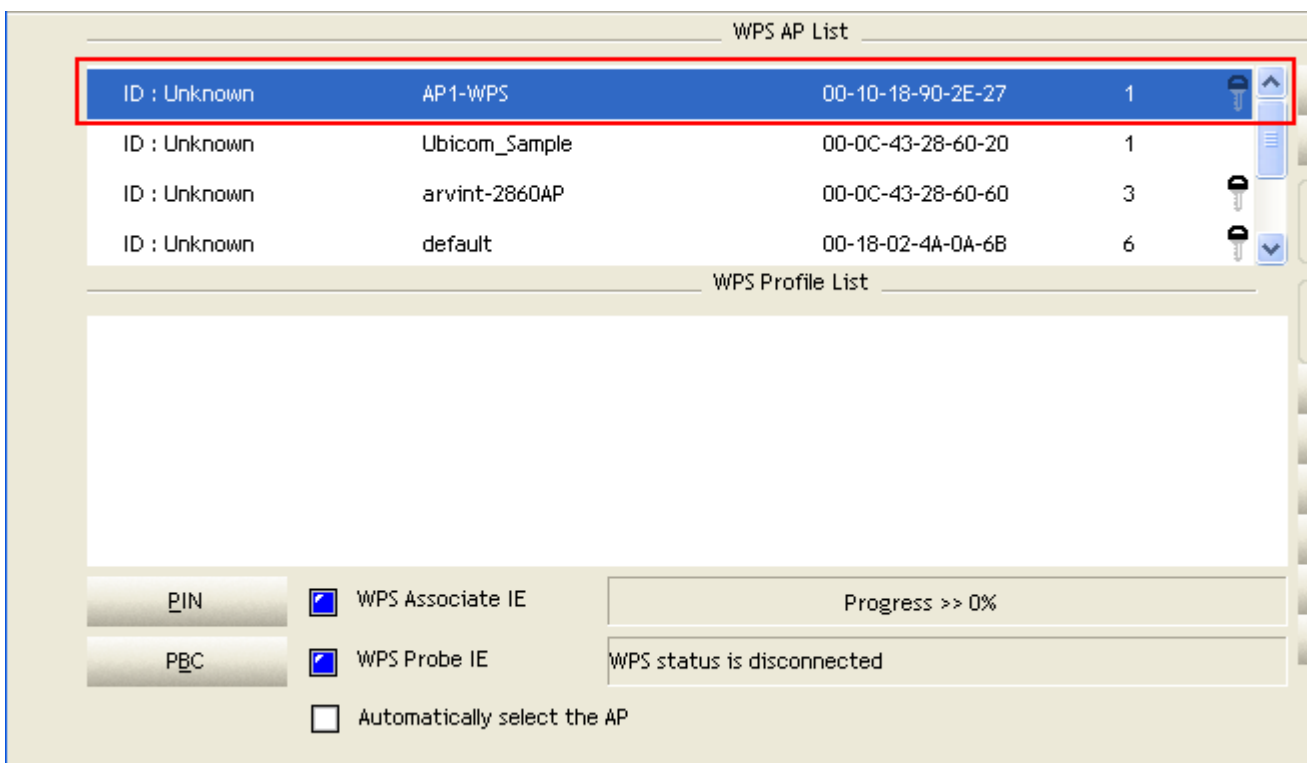 WPS AP List
ID : Unknown AP1-WPS 00-10-18-90-2E-27 1
ID : Unknown Ubicom_Sample 00-0C-43-28-60-20 1
ID : Unknown arvint-2860AP 00-0C-43-28-60-60 3
ID : Unknown default 00-18-02-4A-0A-6B 6
WPS Profile List
PIN WPS Associate IE Progress >> 0%
PBC WPS Probe IE WPS status is disconnected
Automatically select the AP